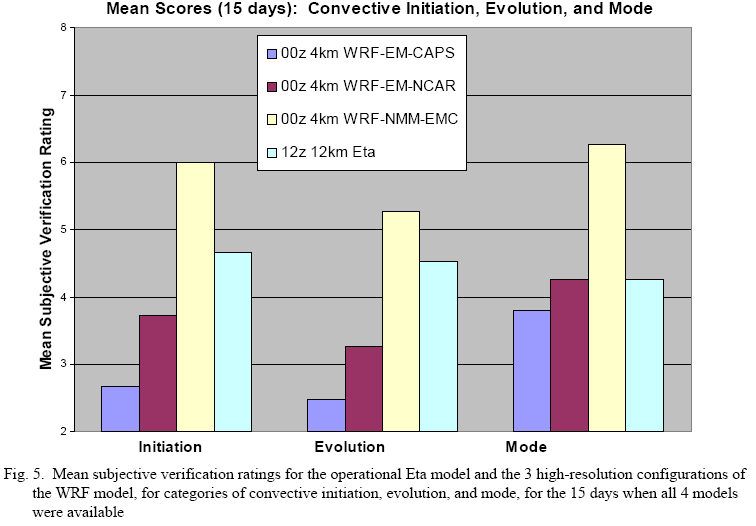 Mean Scores (15 days): Convective Initiation, Evolution, and Mode
8
00z 4km WRF-EM-CAPS
7
00z 4km WRF-EM-NCAR
00z 4km WRF-NMM-EMC
6
12z 12km Eta
5
4
3
2
Mean Subjective Verification Rating
Initiation Evolution Mode
Fig. 5. Mean subjective verification ratings for the operational Eta model and the 3 high-resolution configurations of
the WRF model, for categories of convective initiation, evolution, and mode, for the 15 days when all 4 models
were available